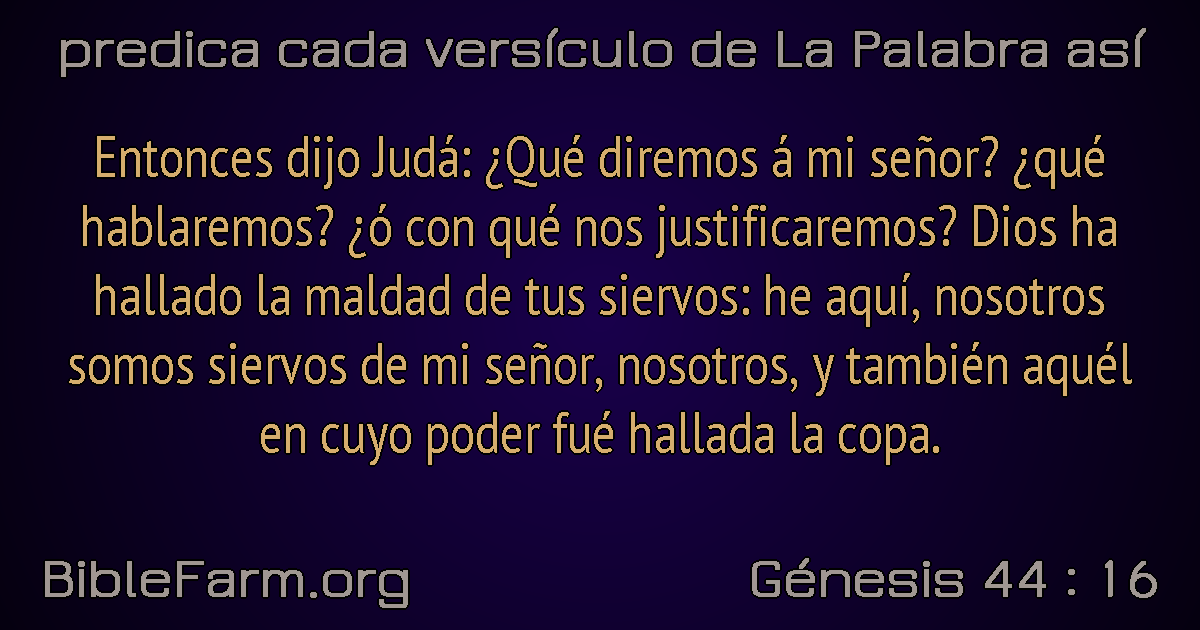 predica cada versículo de La Palabra así
Entonces dijo Judá: ¿Qué diremos á mi señor? ¿qué
hablaremos? ¿ó con qué nos justificaremos? Dios ha
hallado la maldad de tus siervos: he aquí, nosotros
somos siervos de mi señor, nosotros, y también aquél
en cuyo poder fué hallada la copa.
BibleFarm.org
Génesis 44 : 16